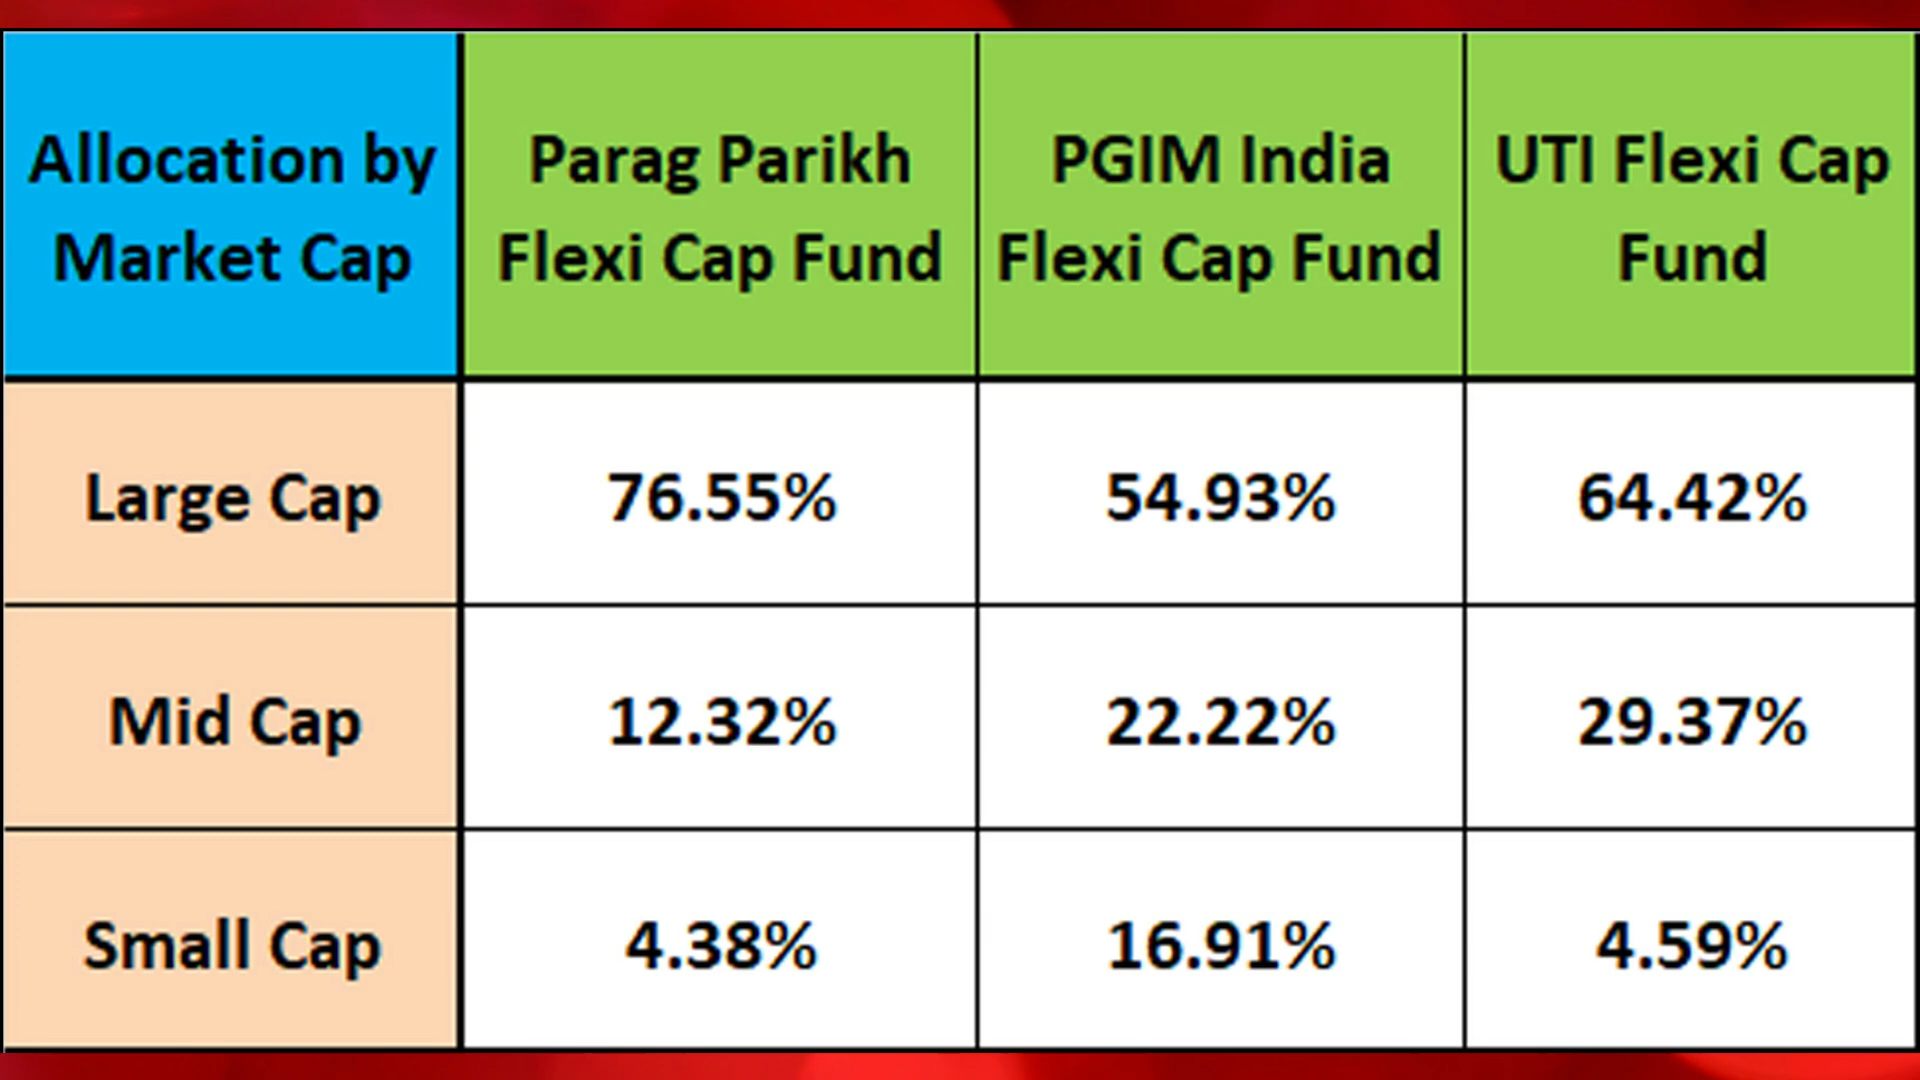 Allocation by
Market Cap
Parag Parikh
Flexi Cap Fund
PGIM India
Flexi Cap Fund
UTI Flexi Cap
Fund
Large Cap
76.55%
54.93%
64.42%
Mid Cap
12.32%
22.22%
29.37%
Small Cap
4.38%
16.91%
4.59%